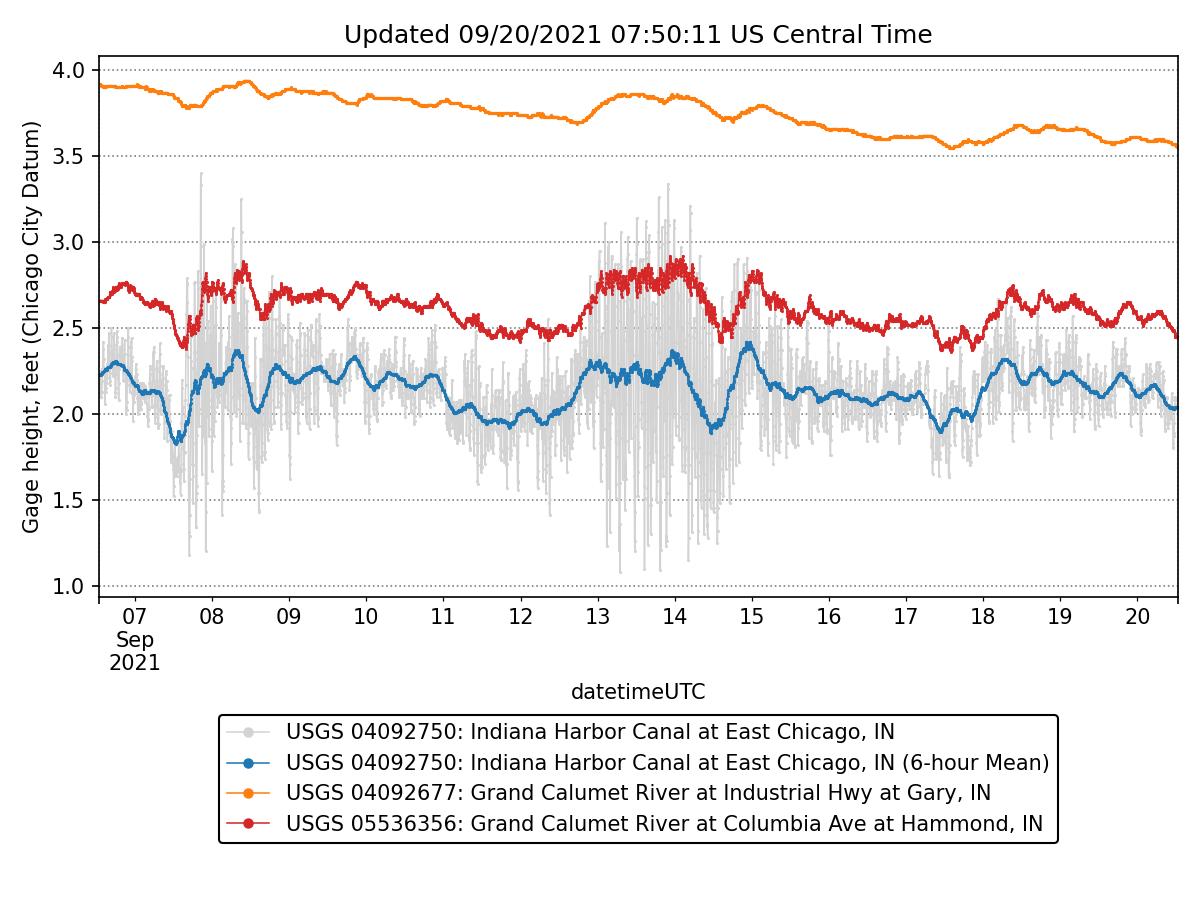 Updated 09/20/2021 07:50:11 US Central Time
Gage height, feet (Chicago City Datum)
4.0
3.5
3.0
2.5
2.0
1.5
1.0
07 08 09 10 11 12 13 14 15 16 17 18 19 20
Sep
2021
datetimeUTC
USGS 04092750: Indiana Harbor Canal at East Chicago, IN
USGS 04092750: Indiana Harbor Canal at East Chicago, IN (6-hour Mean)
USGS 04092677: Grand Calumet River at Industrial Hwy at Gary, IN
USGS 05536356: Grand Calumet River at Columbia Ave at Hammond, IN